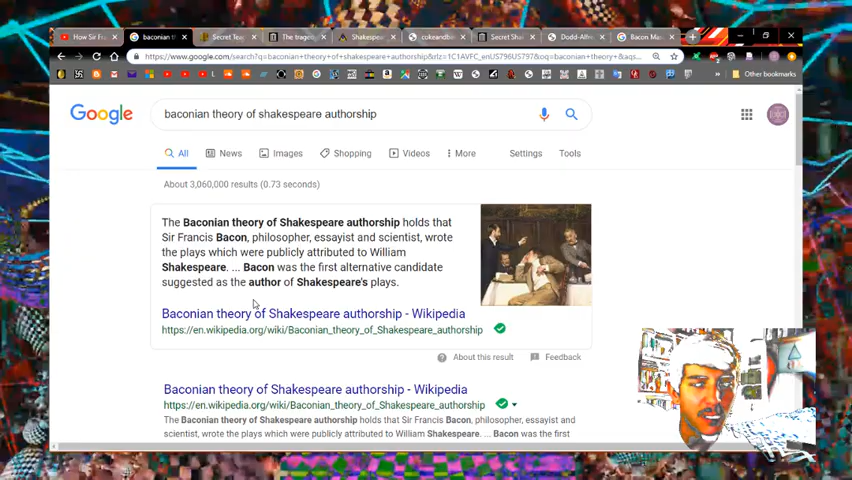 How Sir Fr
baconian th
Secret Tea
The trage
Shakespe
cokeandb
Secret Sha
Dodd-Alfre
Bacon Ma
https://www.google.com/search?q=baconian+theory+of+shakespeare+authorship&rlz=1C1AVFC_enUS796US797&oq=baconian+theory+&aqs...
Other bookmarks
Google
baconian theory of shakespeare authorship
All
News
Images
Shopping
Videos
More
Settings
Tools
About 3,060,000 results (0.73 seconds)
The Baconian theory of Shakespeare authorship holds that
Sir Francis Bacon, philosopher, essayist and scientist, wrote
the plays which were publicly attributed to William
Shakespeare. ... Bacon was the first alternative candidate
suggested as the author of Shakespeare's plays.
Baconian theory of Shakespeare authorship - Wikipedia
https://en.wikipedia.org/wiki/Baconian_theory_of_Shakespeare_authorship
About this result
Feedback
Baconian theory of Shakespeare authorship - Wikipedia
https://en.wikipedia.org/wiki/Baconian_theory_of_Shakespeare_authorship
The Baconian theory of Shakespeare authorship holds that Sir Francis Bacon, philosopher, essayist and
scientist, wrote the plays which were publicly attributed to William Shakespeare. ... Bacon was the first